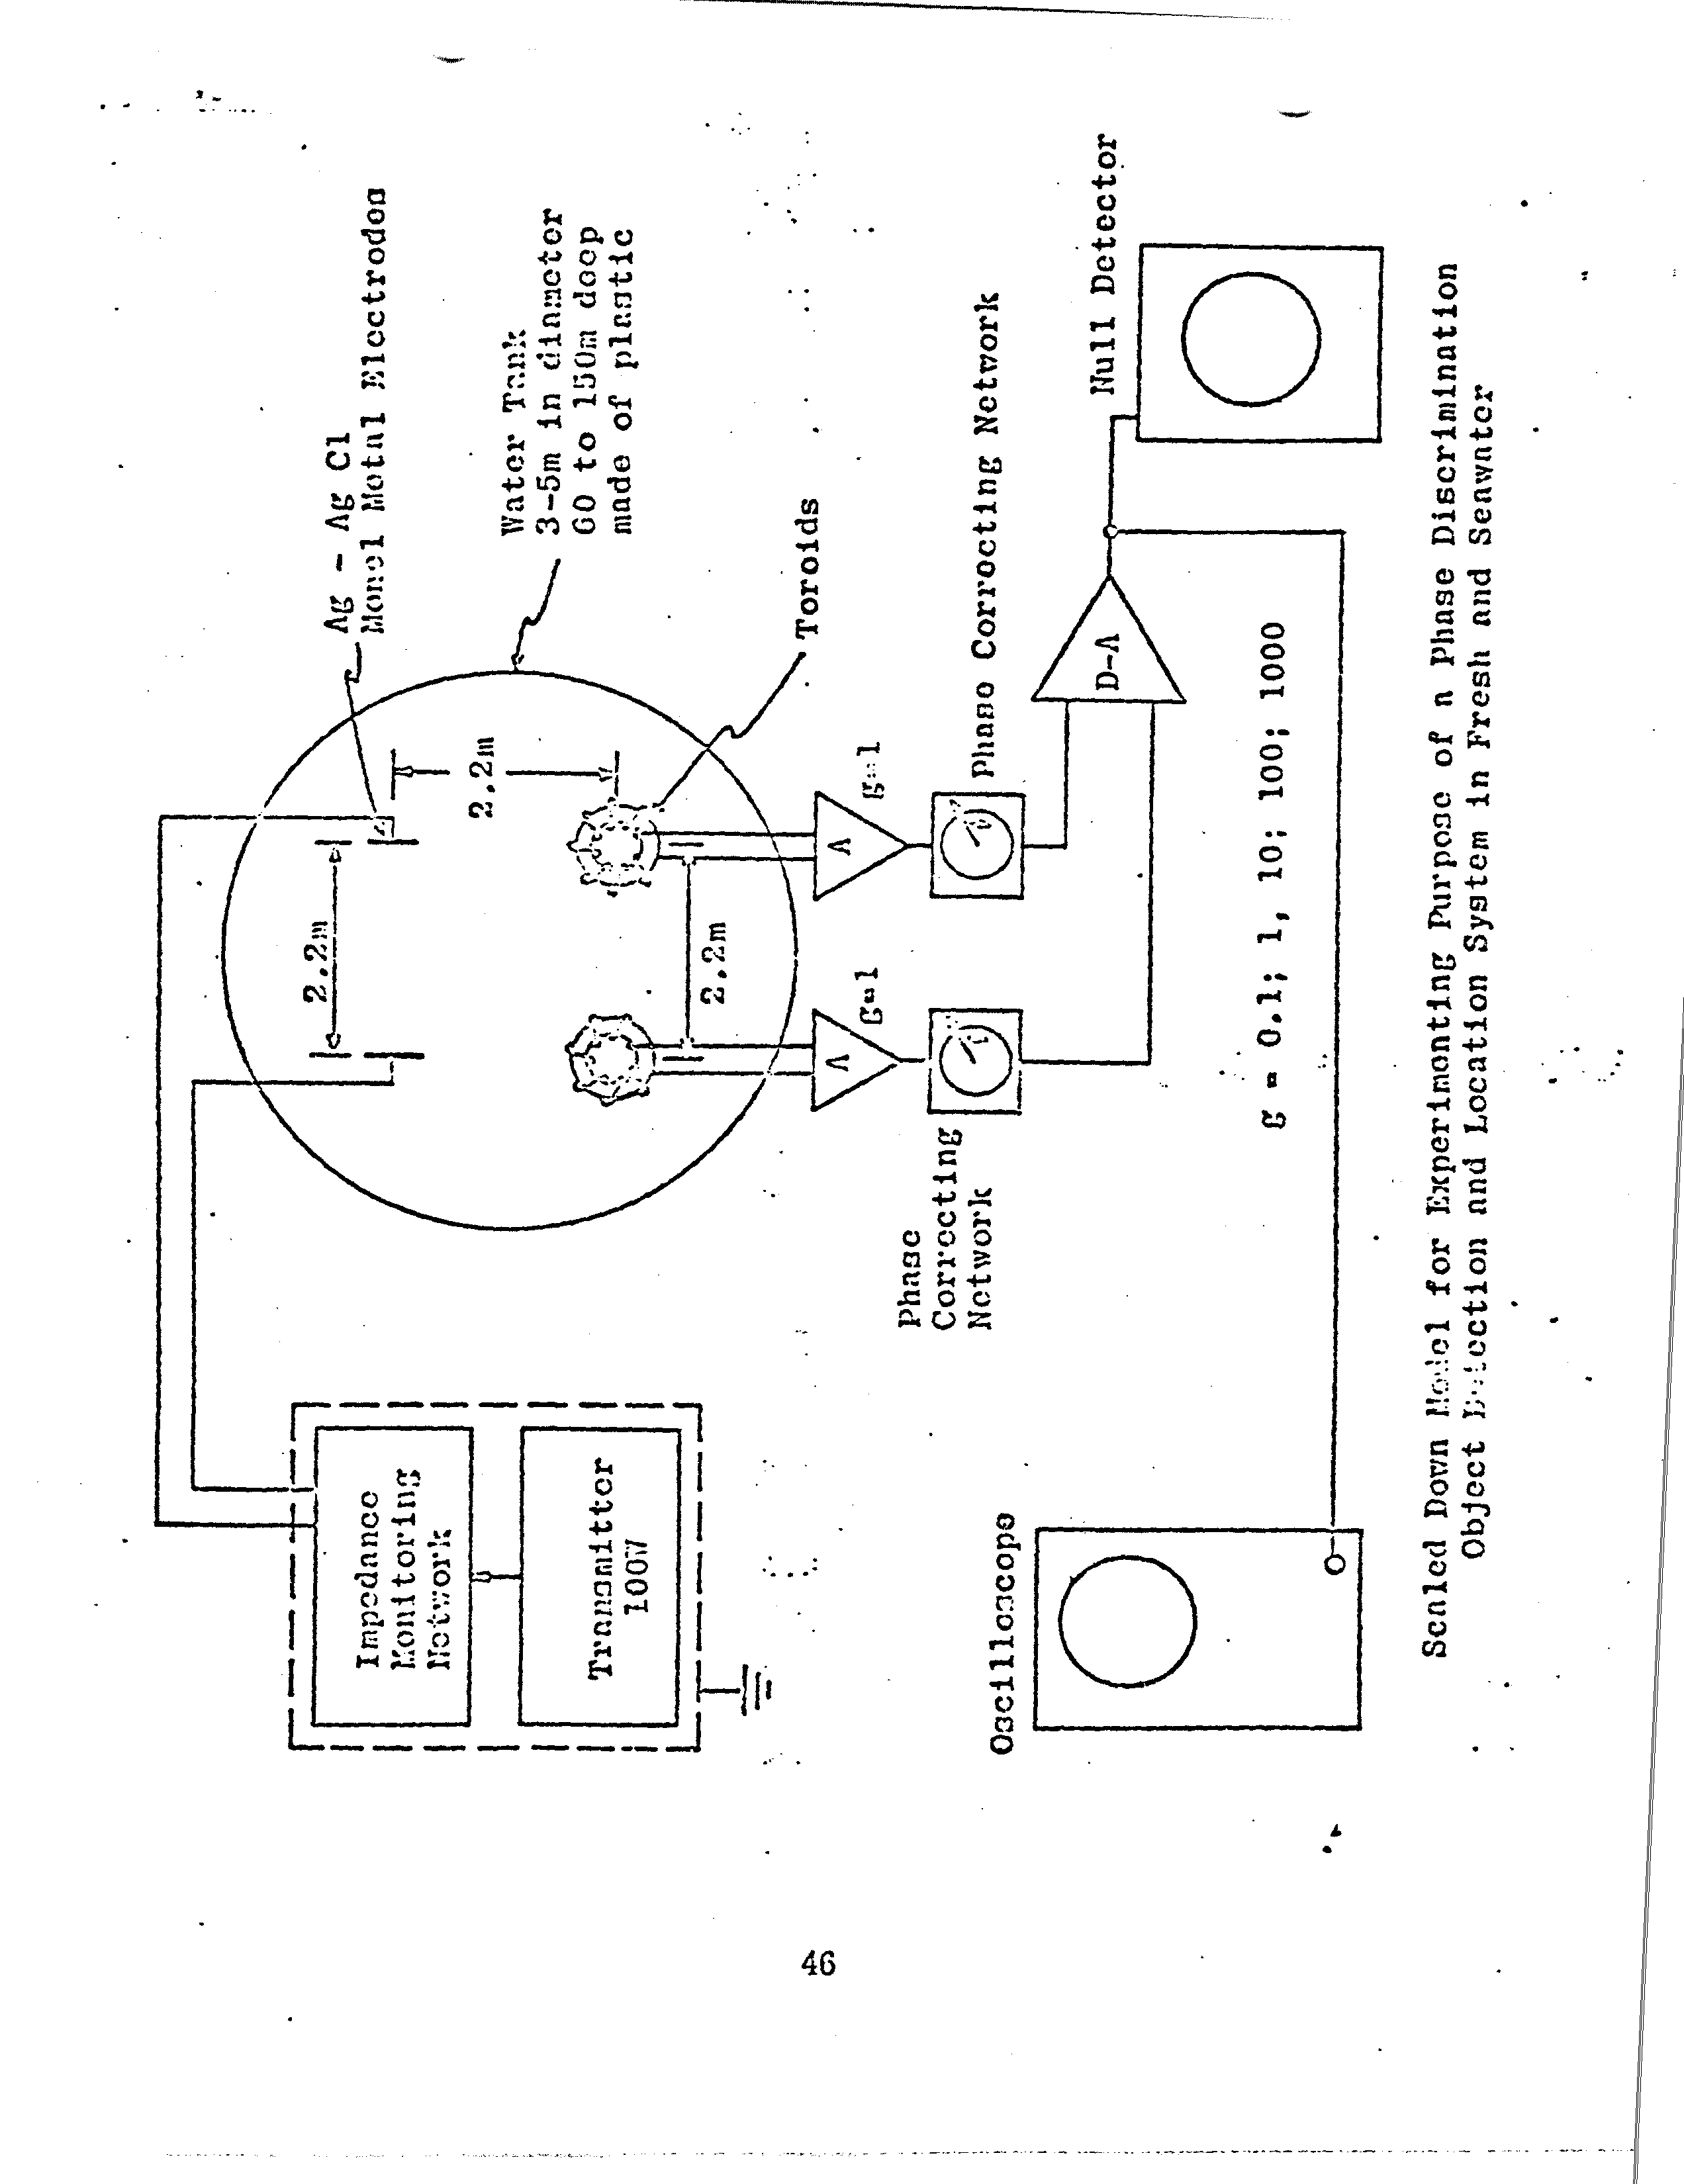 Ag - Ag Cl
Monel Metal Electrodes
Water Tank
3-5m in diameter
60 to 150m deep
made of plastic
Toroids
2.2m
2.2m
2.2m
A
g=1
A
g=1
Phase Correcting Network
Phase
Correcting
Network
D-A
Null Detector
g = 0.1; 1, 10; 100; 1000
Impedance
Monitoring
Network
Transmitter
100W
Oscilloscope
Scaled Down Model for Experimonting Purpose of a Phase Discrimination
Object Detection and Location System in Fresh and Seawater
46